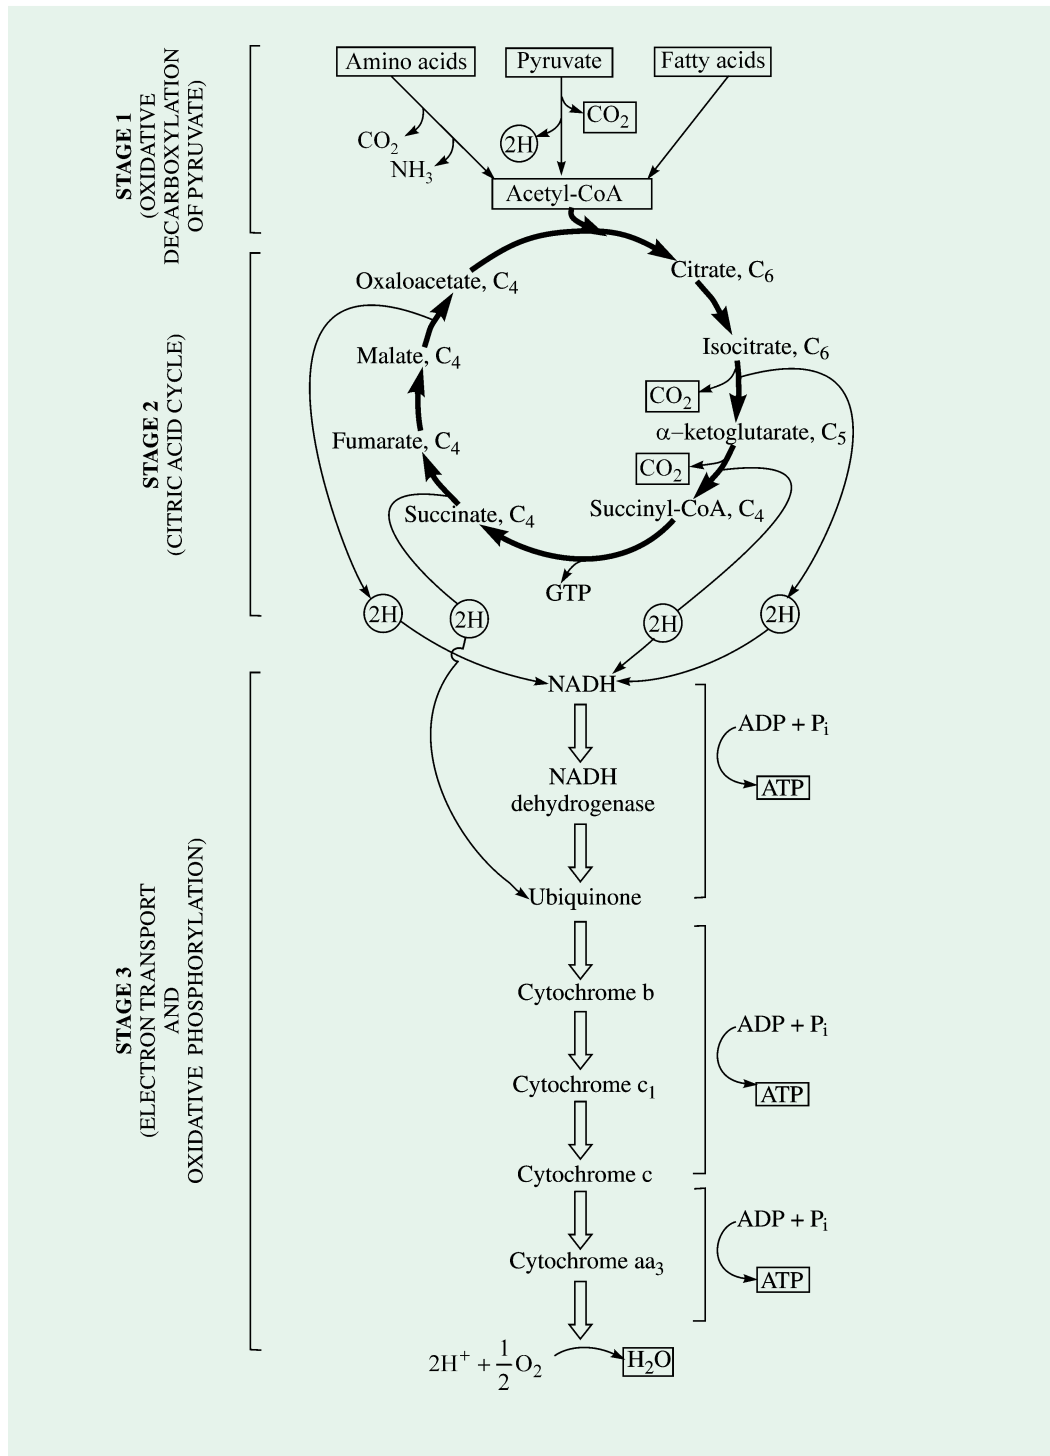 STAGE 1
(OXIDATIVE
DECARBOXYLATION
OF PYRUVATE)
Amino acids
Pyruvate
Fatty acids
CO₂
2H
CO₂
NH₃
Acetyl-CoA
STAGE 2
(CITRIC ACID CYCLE)
Oxaloacetate, C₄
Citrate, C₆
Malate, C₄
Isocitrate, C₆
CO₂
Fumarate, C₄
α–ketoglutarate, C₅
CO₂
Succinate, C₄
Succinyl-CoA, C₄
GTP
2H
2H
2H
2H
STAGE 3
(ELECTRON TRANSPORT
AND
OXIDATIVE PHOSPHORYLATION)
NADH
ADP + Pᵢ
ATP
NADH
dehydrogenase
Ubiquinone
Cytochrome b
ADP + Pᵢ
ATP
Cytochrome c₁
Cytochrome c
ADP + Pᵢ
ATP
Cytochrome aa₃
2H⁺ + 1/2 O₂
H₂O